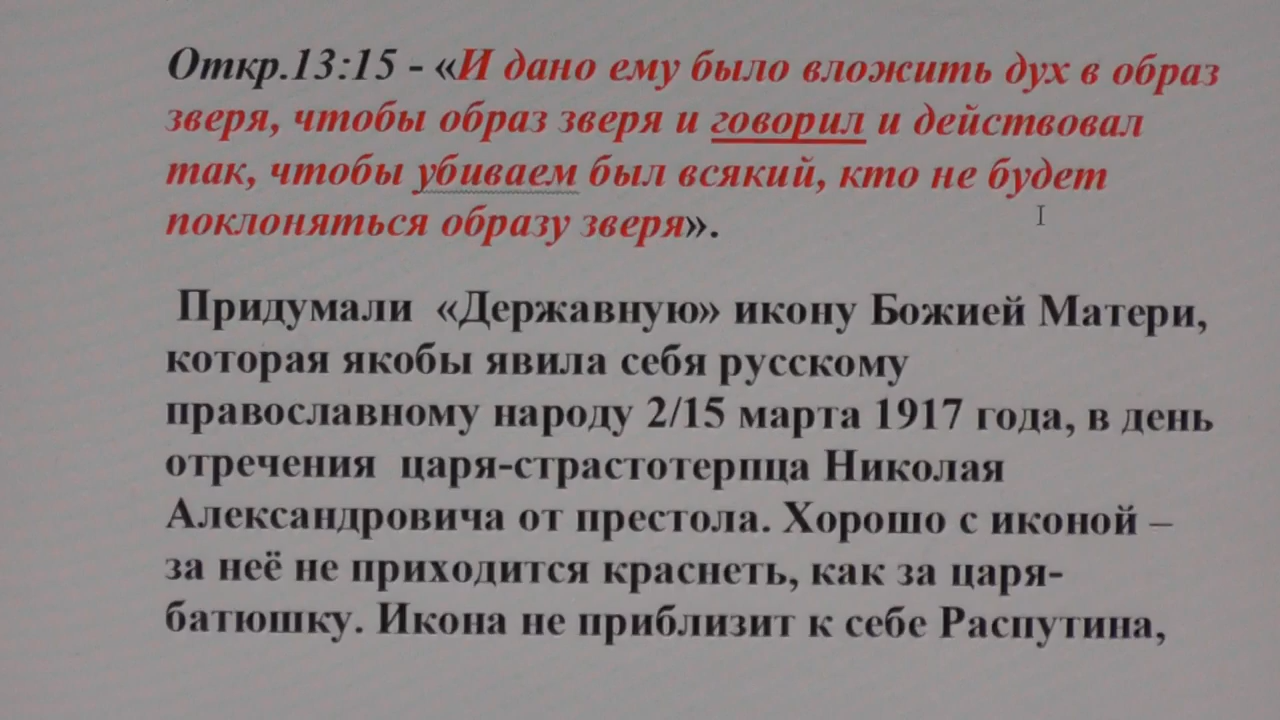 Откр.13:15 - «И дано ему было вложить дух в образ
зверя, чтобы образ зверя и говорил и действовал
так, чтобы убиваем был всякий, кто не будет
поклоняться образу зверя».
Придумали «Державную» икону Божией Матери,
которая якобы явила себя русскому
православному народу 2/15 марта 1917 года, в день
отречения царя-страстотерпца Николая
Александровича от престола. Хорошо с иконой –
за неё не приходится краснеть, как за царя-
батюшку. Икона не приблизит к себе Распутина,